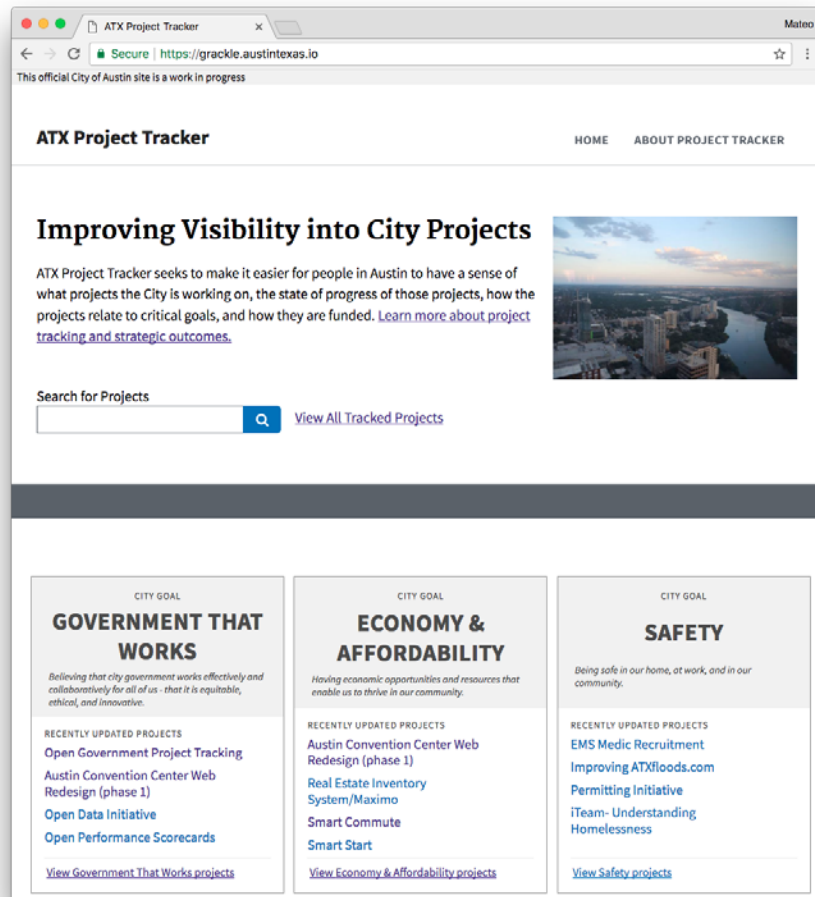 ATX Project Tracker
Mateo
Secure | https://grackle.austintexas.io
This official City of Austin site is a work in progress
ATX Project Tracker
HOME ABOUT PROJECT TRACKER
Improving Visibility into City Projects
ATX Project Tracker seeks to make it easier for people in Austin to have a sense of
what projects the City is working on, the state of progress of those projects, how the
projects relate to critical goals, and how they are funded. Learn more about project
tracking and strategic outcomes.
Search for Projects
View All Tracked Projects
CITY GOAL
GOVERNMENT THAT
WORKS
Believing that city government works effectively and
collaboratively for all of us - that it is equitable,
ethical, and innovative.
RECENTLY UPDATED PROJECTS
Open Government Project Tracking
Austin Convention Center Web
Redesign (phase 1)
Open Data Initiative
Open Performance Scorecards
View Government That Works projects
CITY GOAL
ECONOMY &
AFFORDABILITY
Having economic opportunities and resources that
enable us to thrive in our community.
RECENTLY UPDATED PROJECTS
Austin Convention Center Web
Redesign (phase 1)
Real Estate Inventory
System/Maximo
Smart Commute
Smart Start
View Economy & Affordability projects
CITY GOAL
SAFETY
Being safe in our home, at work, and in our
community.
RECENTLY UPDATED PROJECTS
EMS Medic Recruitment
Improving ATXfloods.com
Permitting Initiative
iTeam- Understanding
Homelessness
View Safety projects